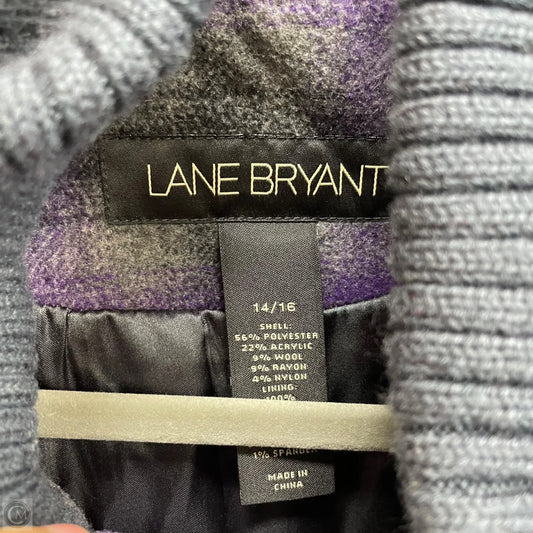 LANE BRYANT
14/16
SHELL:
56% POLYESTER
22% ACRYLIC
9% WOOL
9% RAYON
4% NYLON
LINING:
100%
1% SPANDEX
MADE IN
CHINA